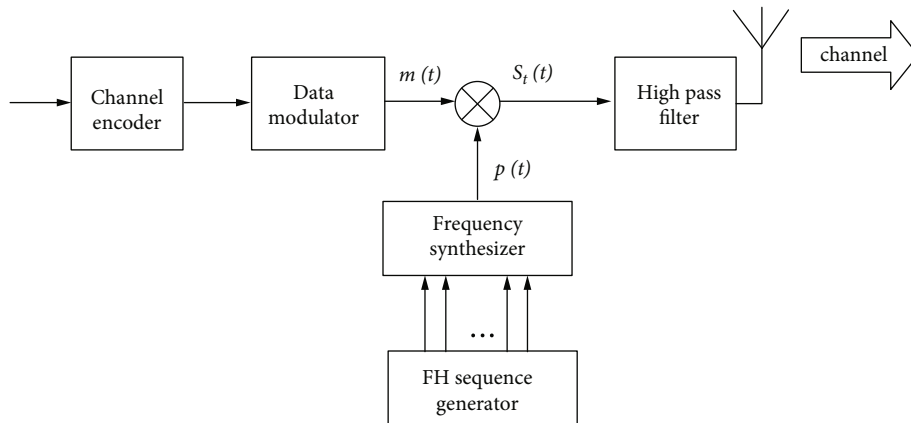 Channel
encoder
Data
modulator
m (t)
S_t (t)
High pass
filter
channel
p (t)
Frequency
synthesizer
...
FH sequence
generator